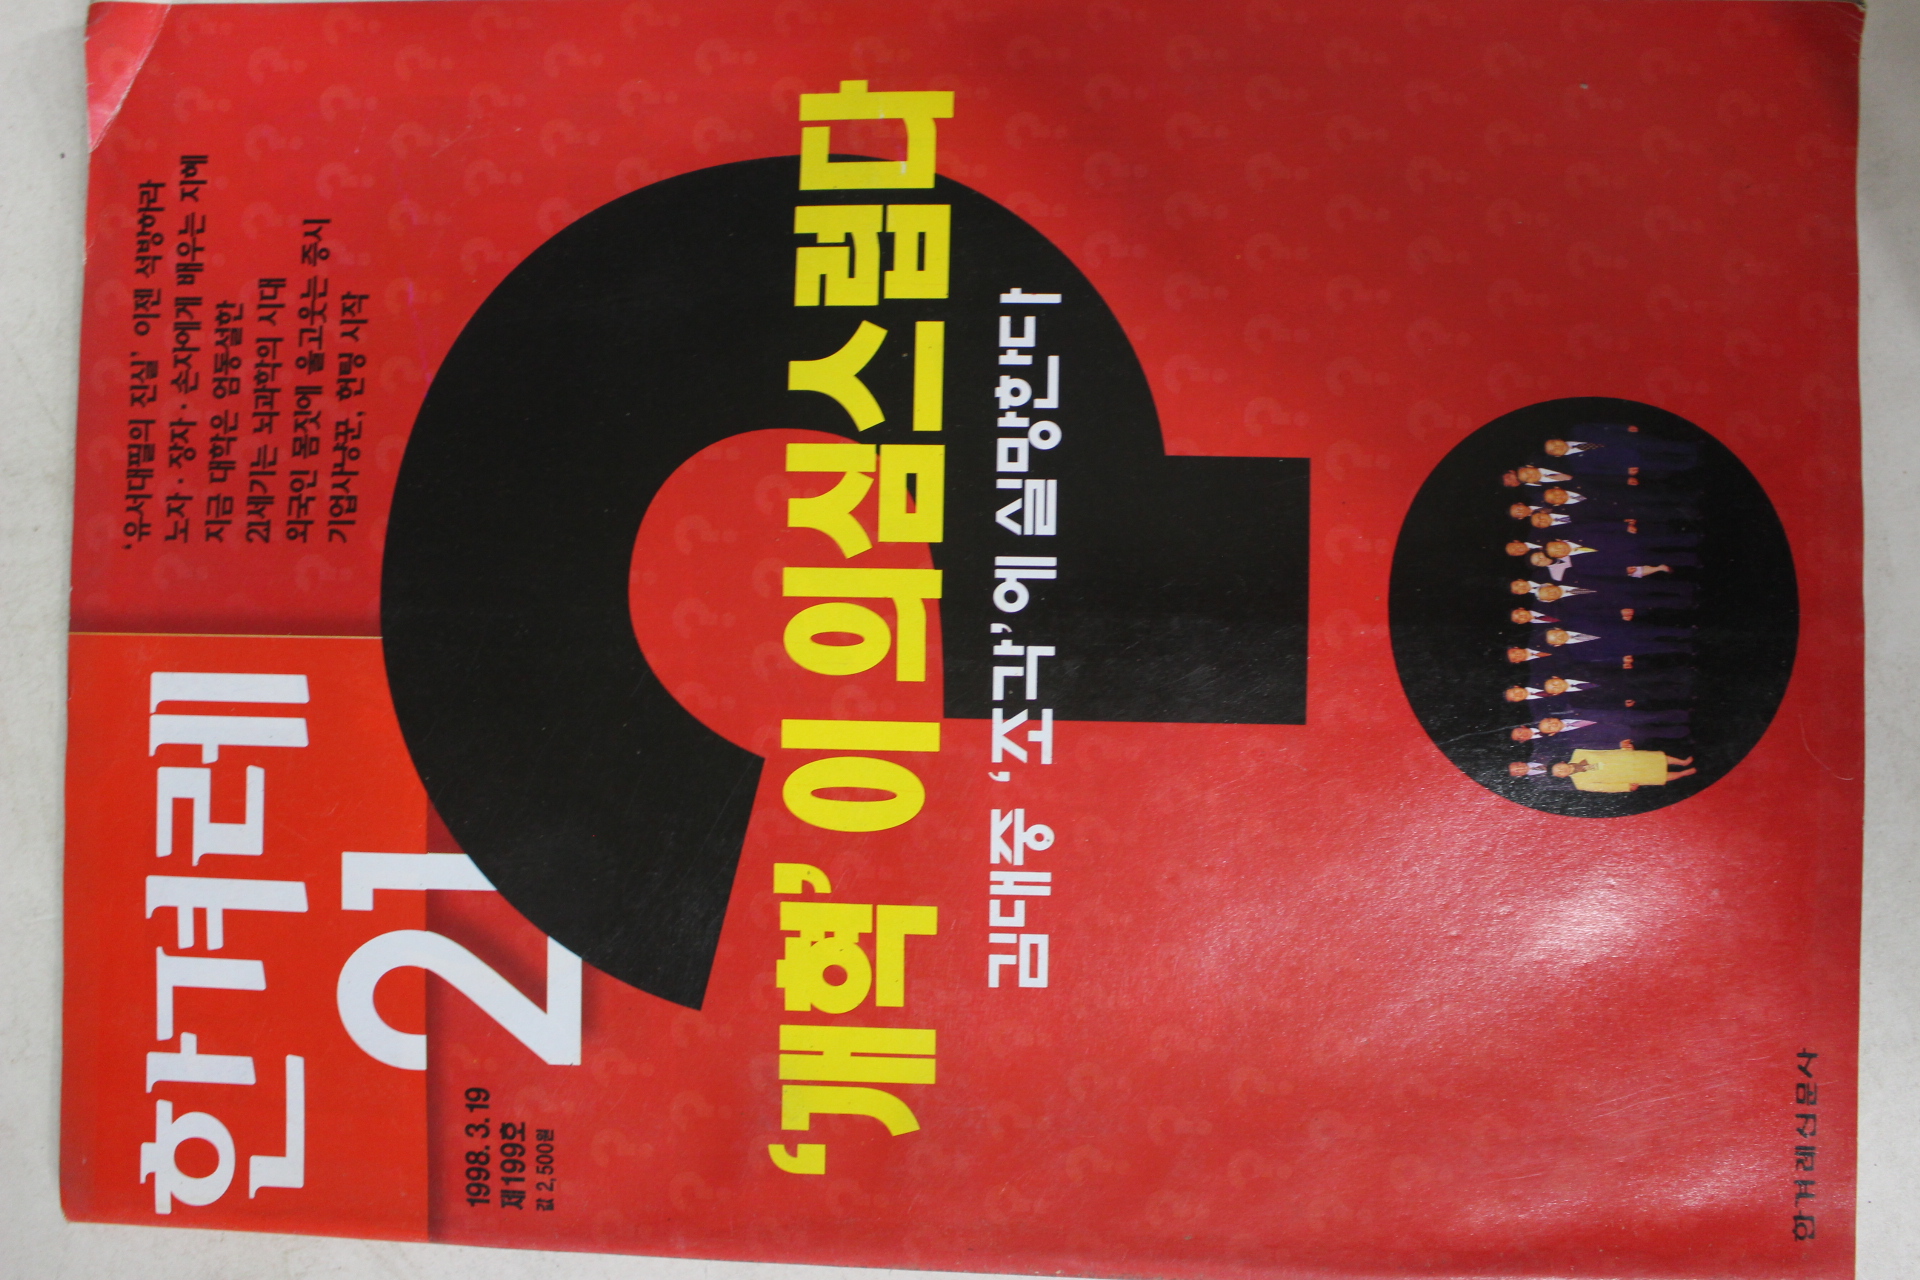 한겨레
21
'유서대필의 진실' 이젠 석방하라
노자·장자·손자에게 배우는 지혜
지금 대학은 엄동설한
21세기는 뇌과학의 시대
외국인 몸짓에 울고웃는 증시
기업사냥꾼, 헌팅 시작
1998. 3. 19
제199호
값 2,500원
'개혁'이 의심스럽다
김대중 '조각'에 실망한다
한겨레신문사